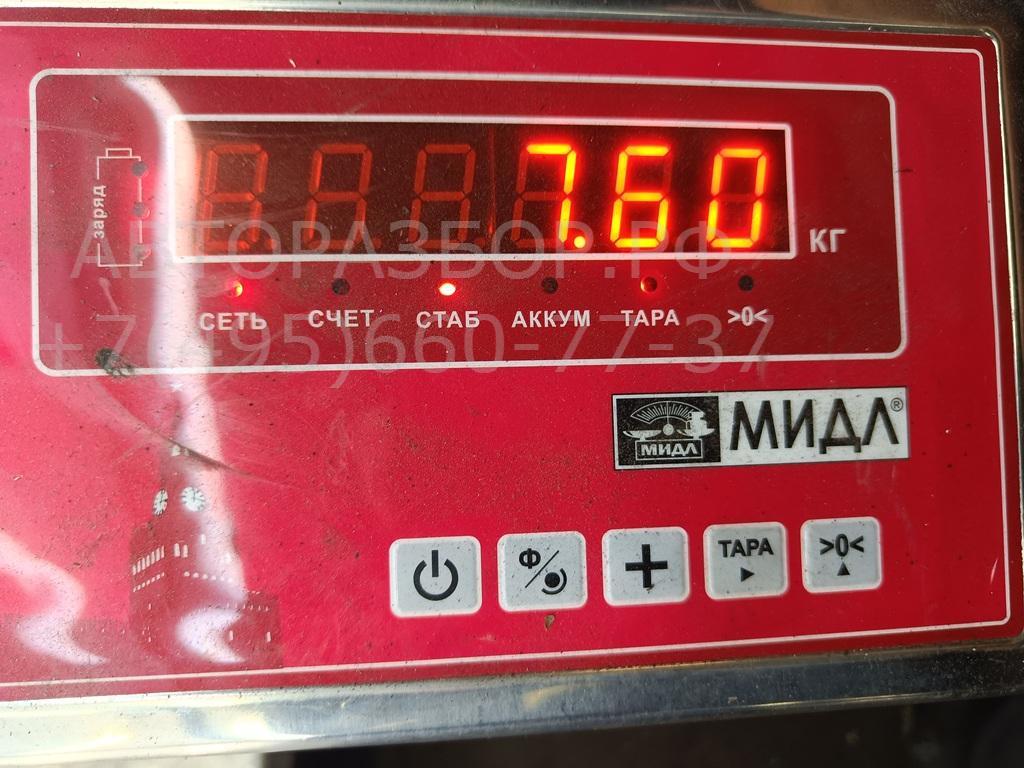 7.60
КГ
заряд
АВТОРАЗБОР.РФ
СЕТЬ СЧЕТ СТАБ АККУМ ТАРА >0<
+7(495)660-77-37
МИДЛ МИДЛ®
Ф/ + ТАРА >0<